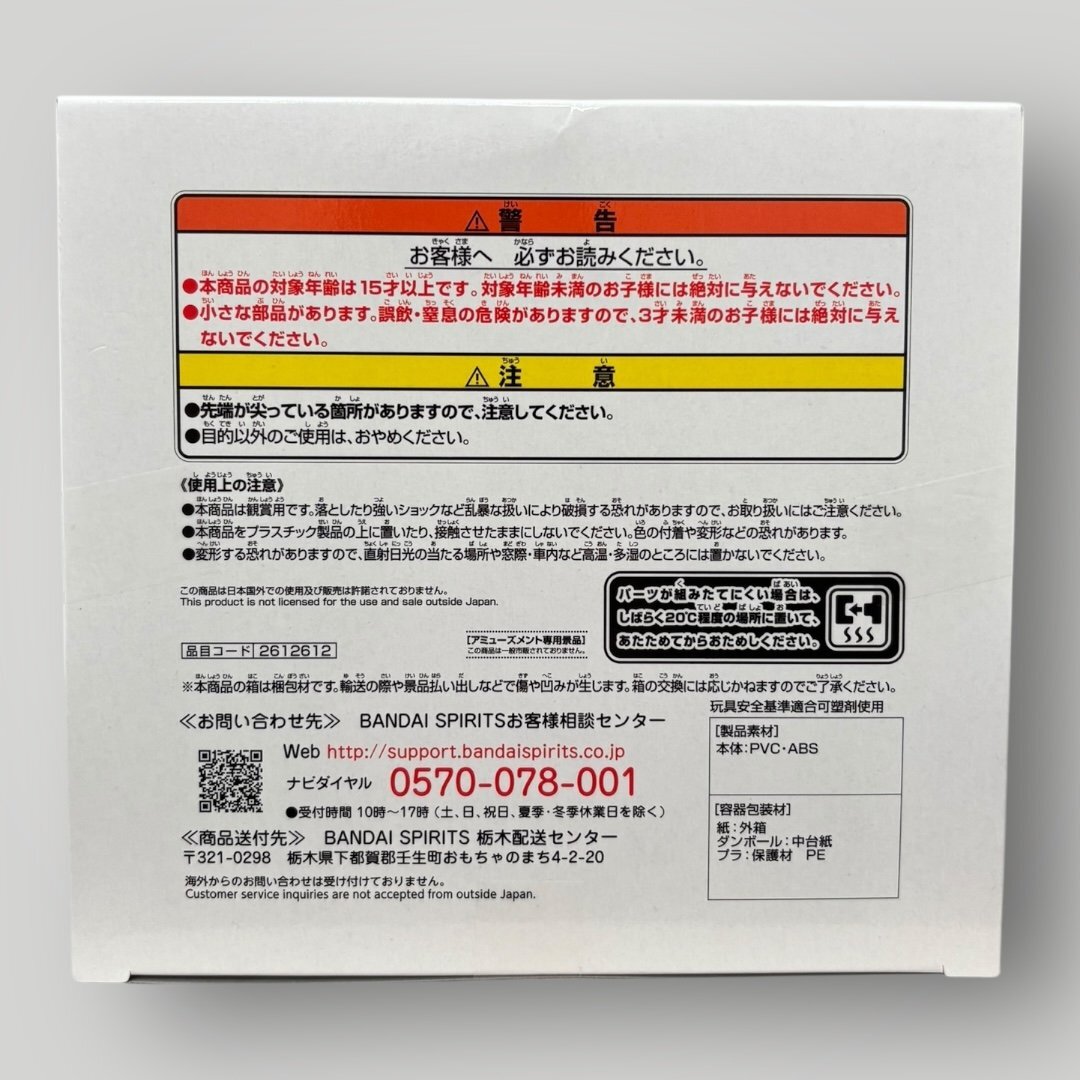 ⚠警告
お客様へ 必ずお読みください。
●本商品の対象年齢は15才以上です。対象年齢未満のお子様には絶対に与えないでください。
●小さな部品があります。誤飲・窒息の危険がありますので、3才未満のお子様には絶対に与え
ないでください。
⚠注意
●先端が尖っている箇所がありますので、注意してください。
●目的以外のご使用は、おやめください。
《使用上の注意》
●本商品は観賞用です。落としたり強いショックなど乱暴な扱いにより破損する恐れがありますので、お取り扱いにはご注意ください。
●本商品をプラスチック製品の上に置いたり、接触させたままにしないでください。色の付着や変形などの恐れがあります。
●変形する恐れがありますので、直射日光の当たる場所や窓際・車内など高温・多湿のところには置かないでください。
この商品は日本国外での使用及び販売は許諾されておりません。
This product is not licensed for the use and sale outside Japan.
パーツが組みたてにくい場合は、
しばらく20℃程度の場所に置いて、
あたためてからおためしください。
品目コード 2612612
[アミューズメント専用景品]
この商品は一般市販されておりません。
※本商品の箱は梱包材です。輸送の際や景品払い出しなどで傷や凹みが生じます。箱の交換には応じかねますのでご了承ください。
≪お問い合わせ先≫ BANDAI SPIRITSお客様相談センター
Web http://support.bandaispirits.co.jp
ナビダイヤル 0570-078-001
●受付時間 10時〜17時(土、日、祝日、夏季・冬季休業日を除く)
≪商品送付先≫ BANDAI SPIRITS 栃木配送センター
〒321-0298 栃木県下都賀郡壬生町おもちゃのまち4-2-20
海外からのお問い合わせは受け付けておりません。
Customer service inquiries are not accepted from outside Japan.
玩具安全基準適合可塑剤使用
[製品素材]
本体:PVC・ABS
[容器包装材]
紙:外箱
ダンボール:中台紙
プラ:保護材 PE